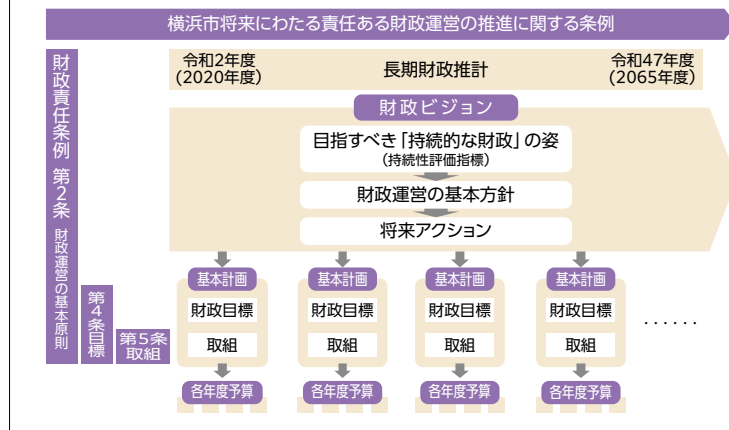 横浜市将来にわたる責任ある財政運営の推進に関する条例
財政責任条例 第2条 財政運営の基本原則
第4条目標
第5条
取組
令和2年度
(2020年度)
長期財政推計
令和47年度
(2065年度)
財政ビジョン
目指すべき「持続的な財政」の姿
(持続性評価指標)
財政運営の基本方針
将来アクション
基本計画
財政目標
取組
各年度予算
基本計画
財政目標
取組
各年度予算
基本計画
財政目標
取組
各年度予算
基本計画
財政目標
取組
各年度予算
······